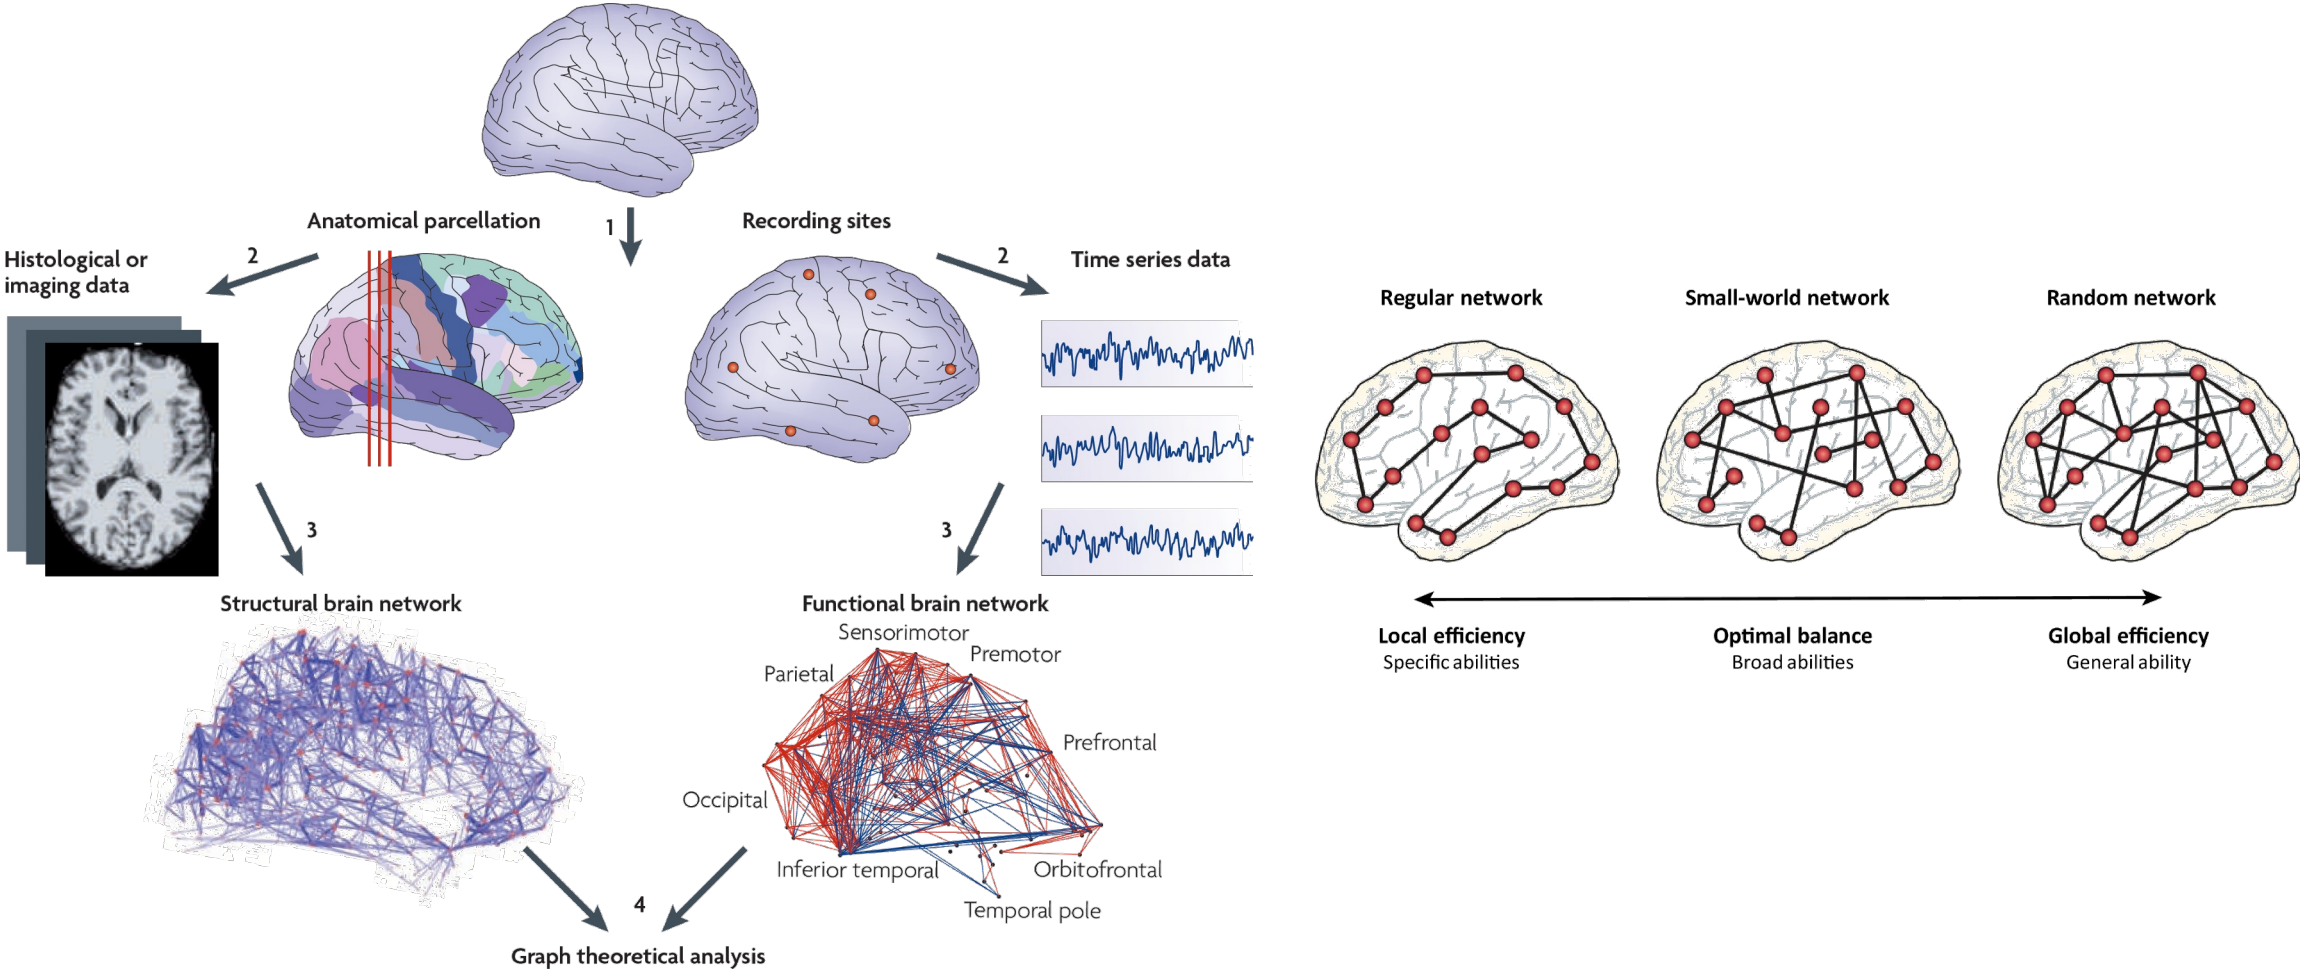 Anatomical parcellation
1
Recording sites
2
2
Histological or
imaging data
Time series data
3
3
Structural brain network
Functional brain network
Sensorimotor
Premotor
Parietal
Prefrontal
Occipital
Inferior temporal
Orbitofrontal
Temporal pole
4
Graph theoretical analysis
Regular network
Small-world network
Random network
Local efficiency
Specific abilities
Optimal balance
Broad abilities
Global efficiency
General ability